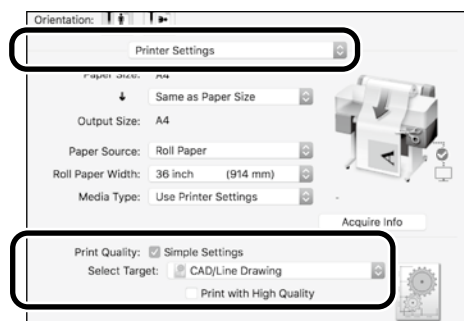 Orientation:
Printer Settings
Paper Size: A4
Same as Paper Size
Output Size: A4
Paper Source: Roll Paper
Roll Paper Width: 36 inch (914 mm)
Media Type: Use Printer Settings -
Acquire Info
Print Quality: Simple Settings
Select Target: CAD/Line Drawing
Print with High Quality